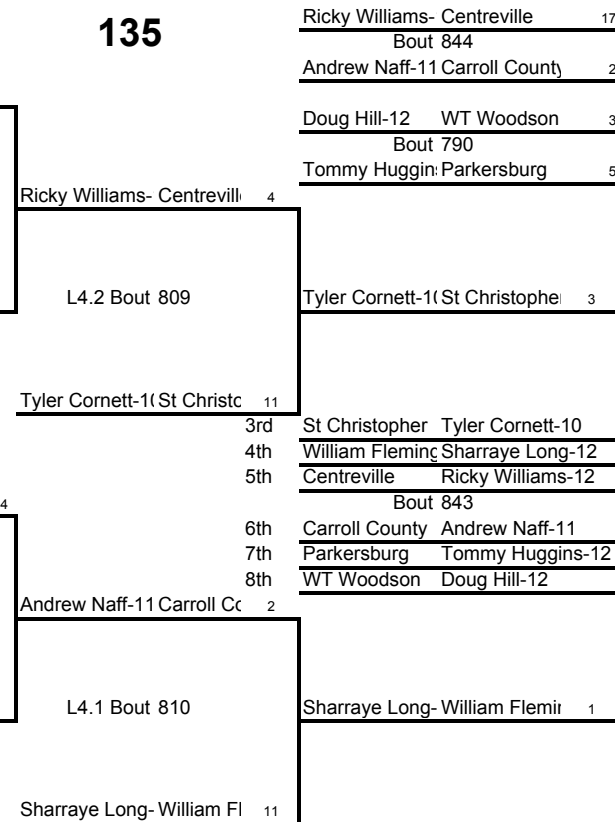 135
Ricky Williams- Centreville 17
Bout 844
Andrew Naff-11 Carroll County 2
Doug Hill-12 WT Woodson 3
Bout 790
Tommy Huggins Parkersburg 5
Ricky Williams- Centreville 4
L4.2 Bout 809
Tyler Cornett-1( St Christopher 3
Tyler Cornett-1( St Christo 11
3rd St Christopher Tyler Cornett-10
4th William Fleming Sharraye Long-12
5th Centreville Ricky Williams-12
4
Bout 843
6th Carroll County Andrew Naff-11
7th Parkersburg Tommy Huggins-12
8th WT Woodson Doug Hill-12
Andrew Naff-11 Carroll Co 2
L4.1 Bout 810
Sharraye Long- William Flemin 1
Sharraye Long- William Fl 11